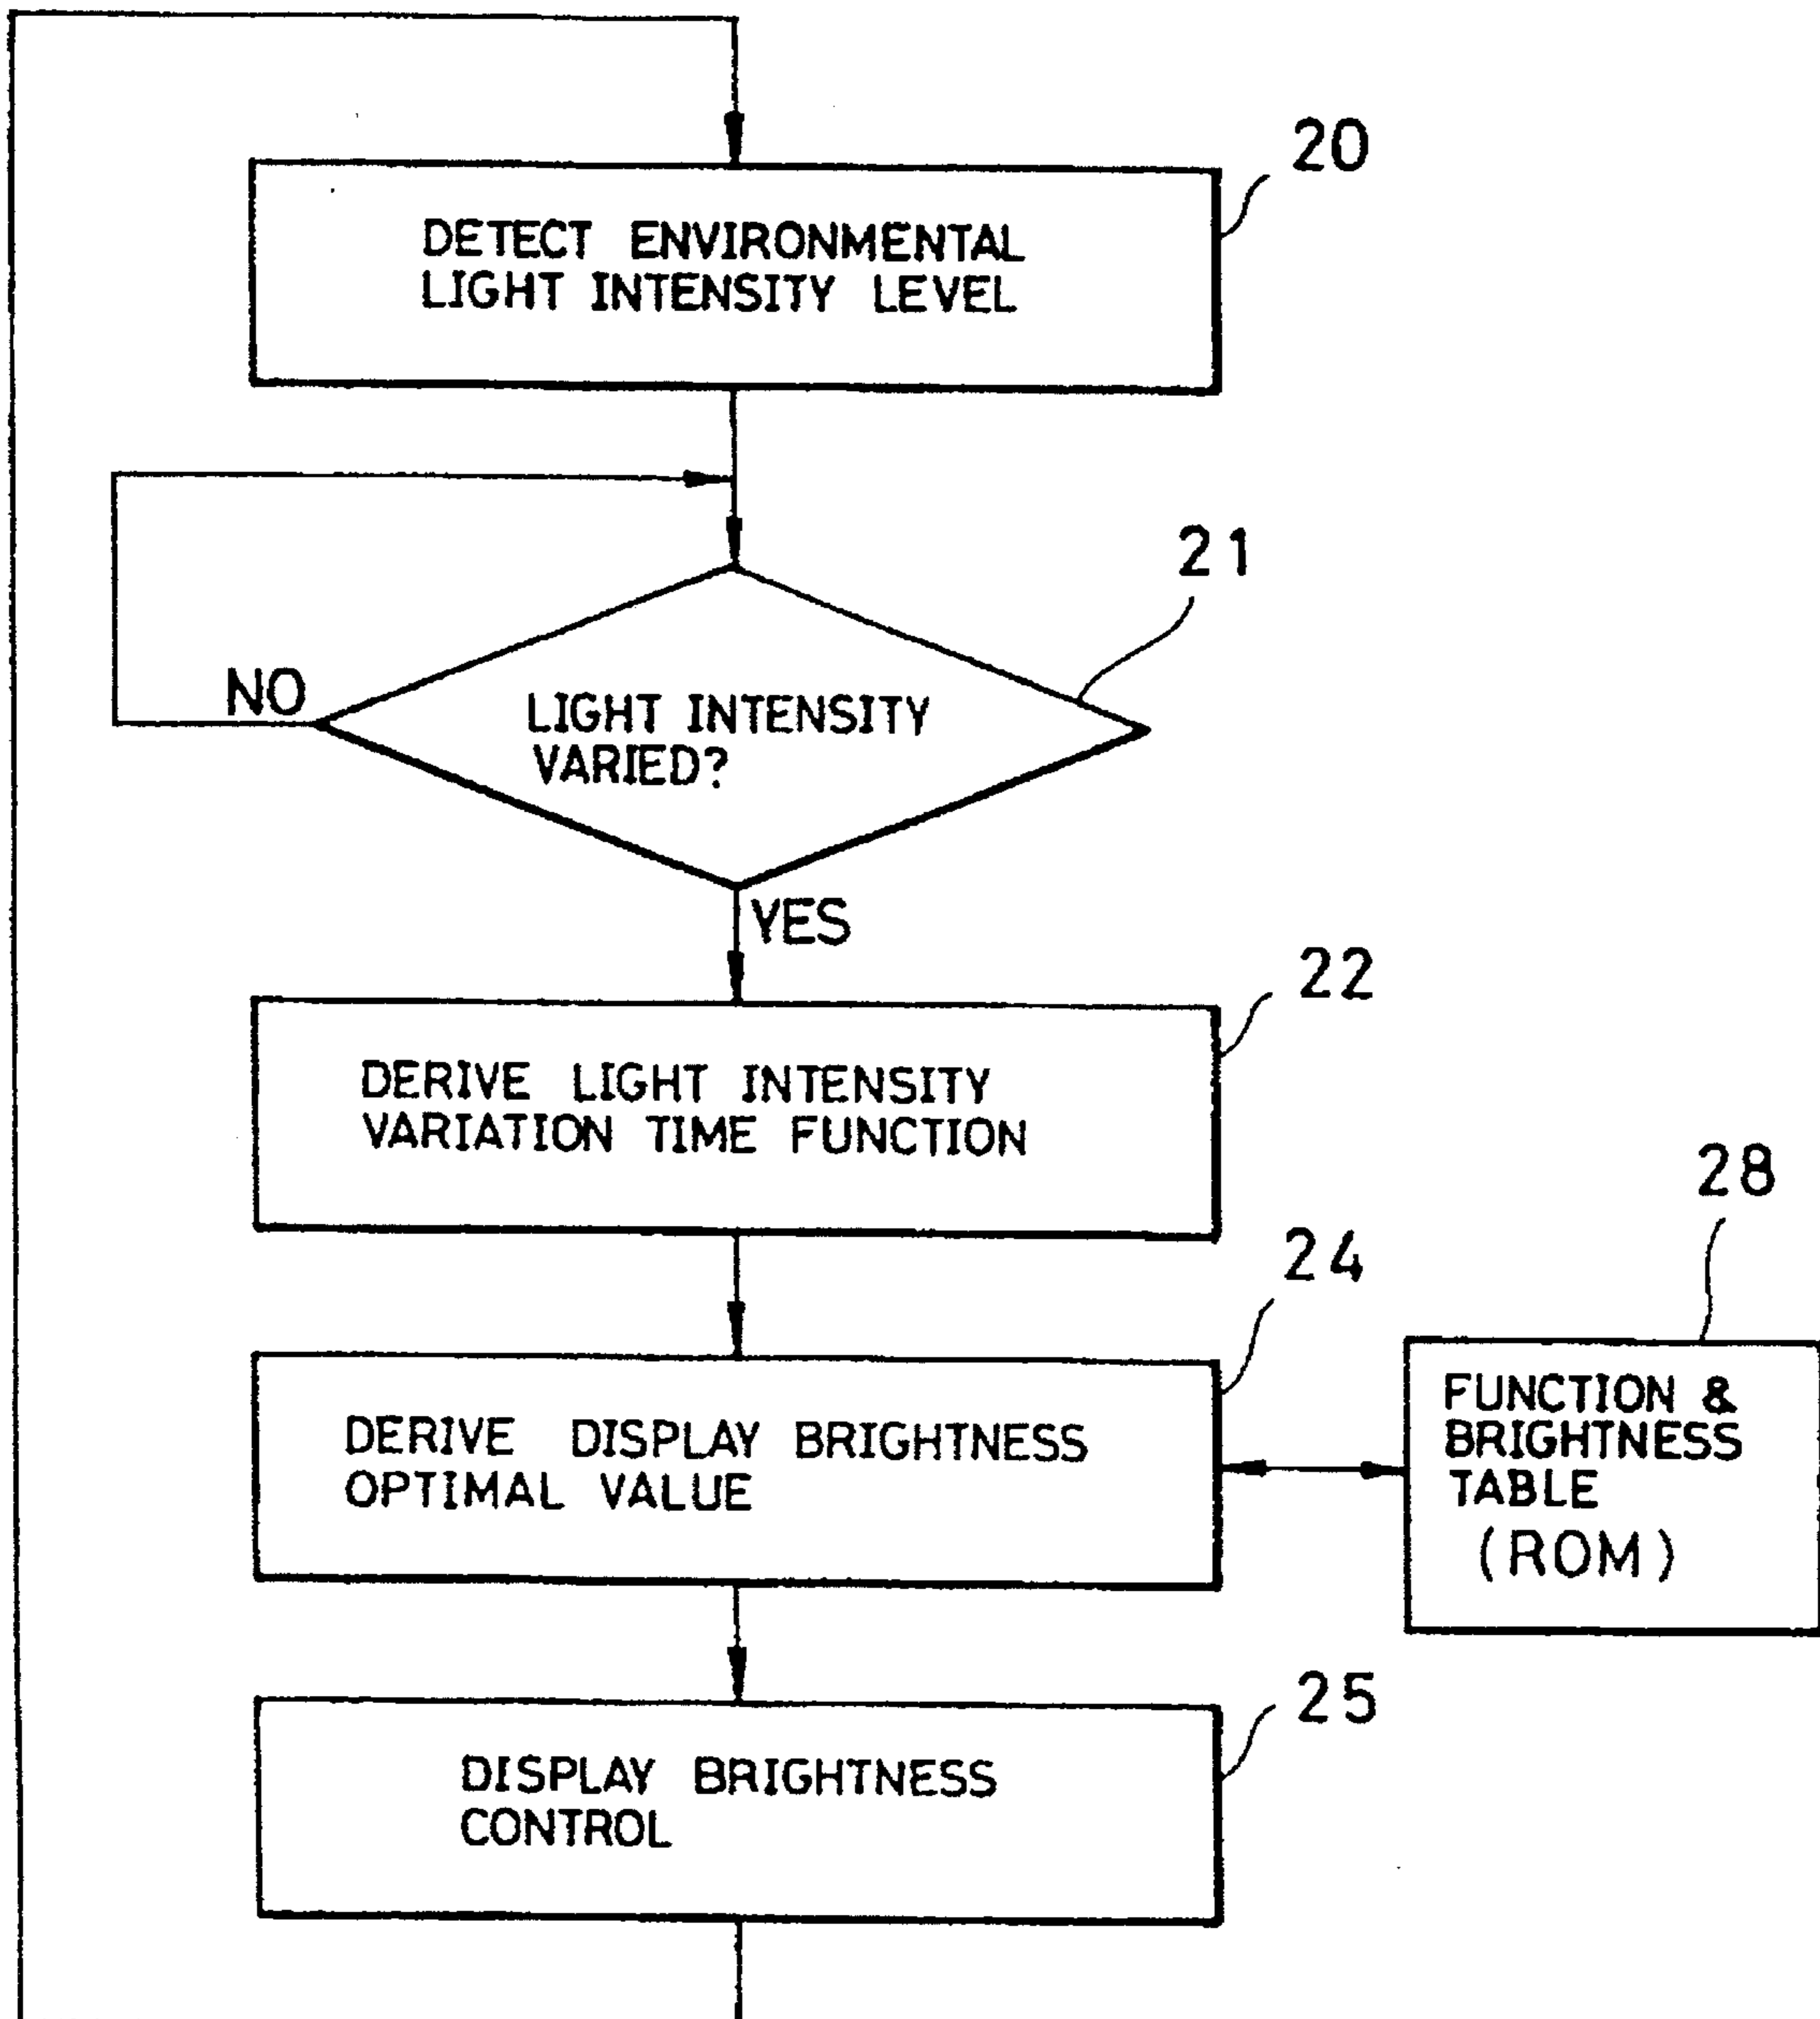 20
DETECT ENVIRONMENTAL
LIGHT INTENSITY LEVEL
21
NO
LIGHT INTENSITY
VARIED?
YES
22
DERIVE LIGHT INTENSITY
VARIATION TIME FUNCTION
28
24
DERIVE DISPLAY BRIGHTNESS
OPTIMAL VALUE
FUNCTION &
BRIGHTNESS
TABLE
(ROM)
25
DISPLAY BRIGHTNESS
CONTROL